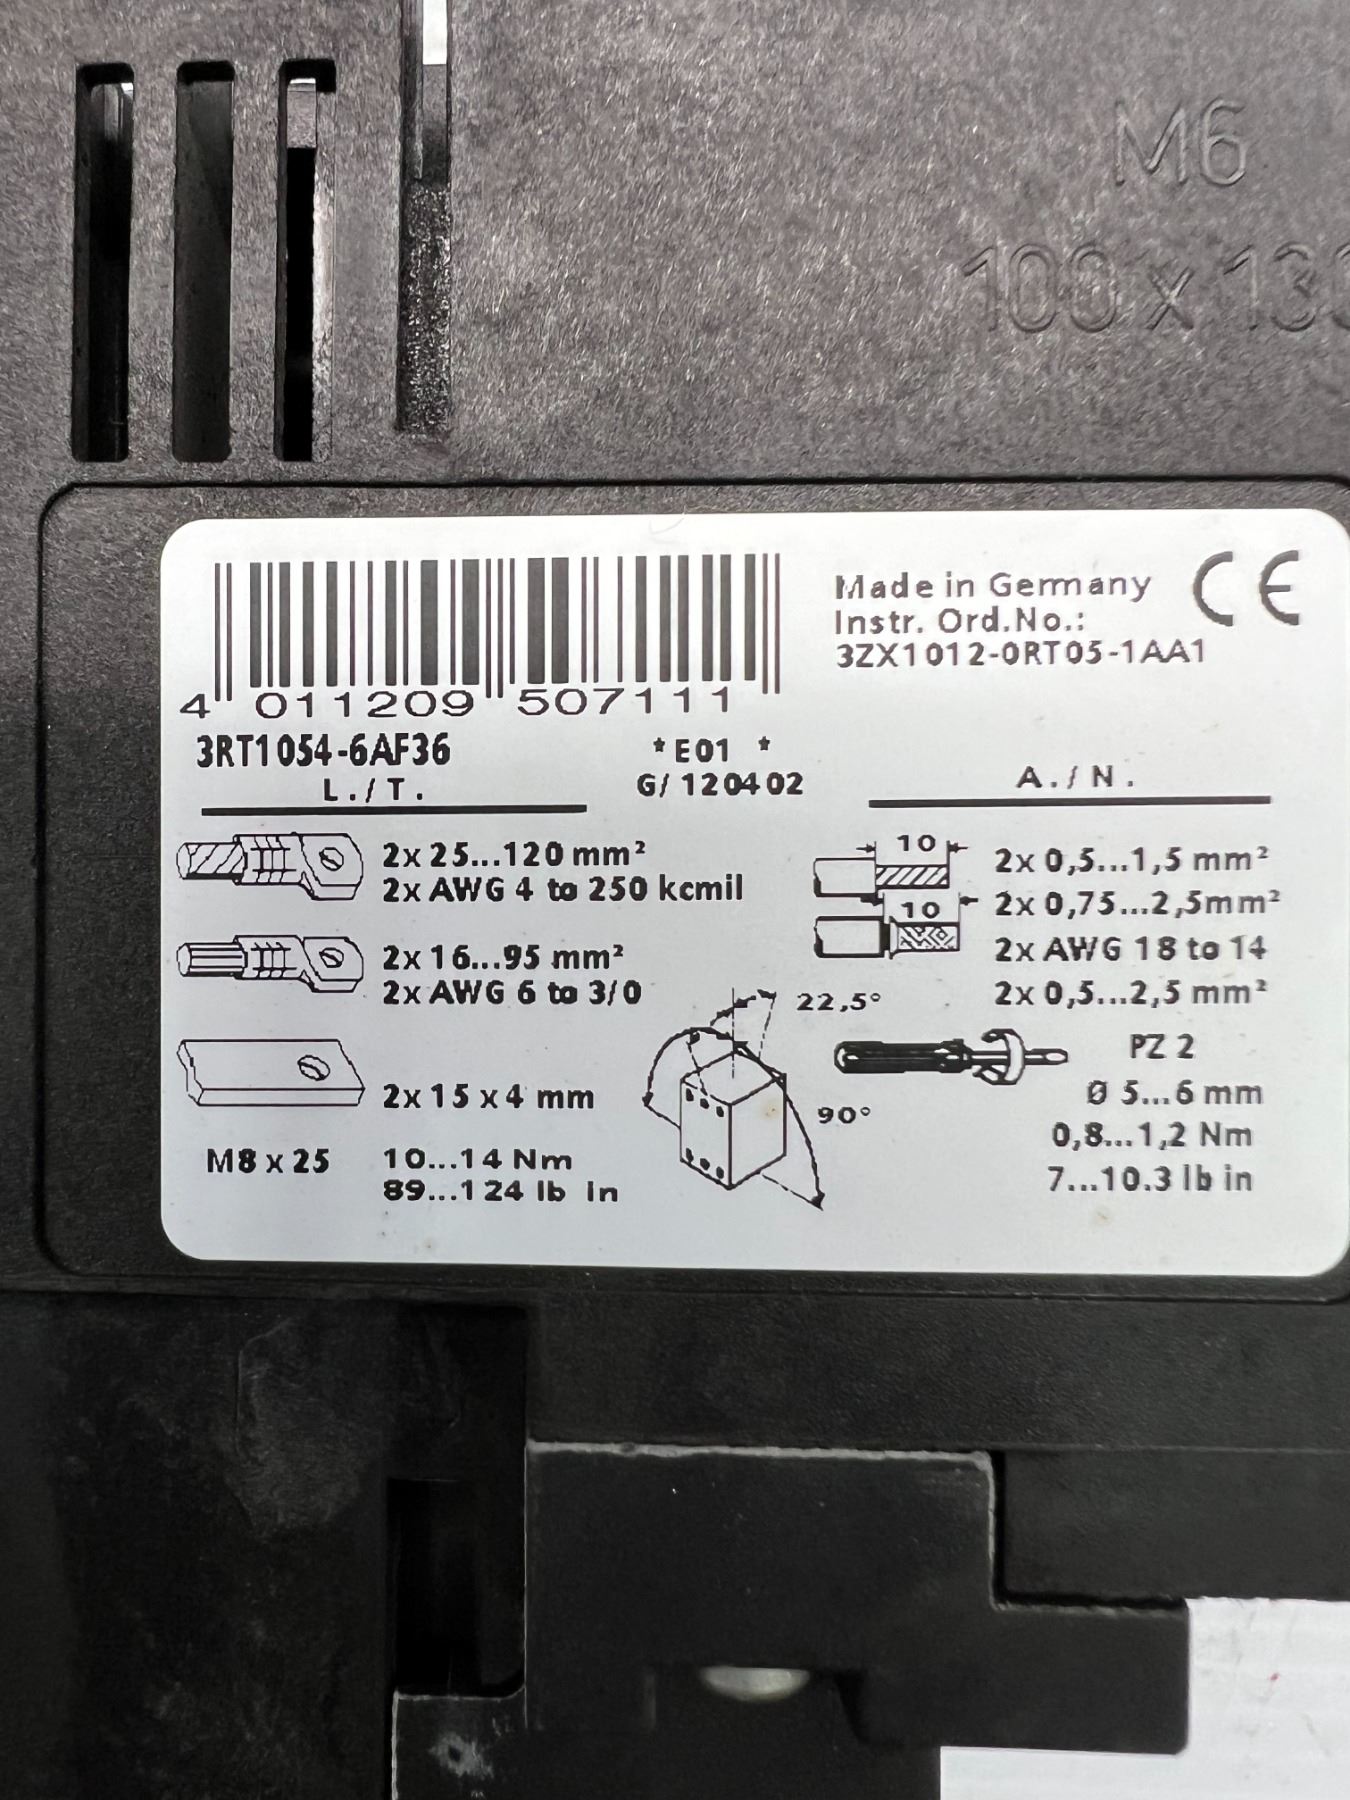 M6
100 x 130
4 011209 507111
Made in Germany
Instr. Ord.No.:
3ZX1012-0RT05-1AA1
CE
3RT1054-6AF36
* E01 *
G/ 120402
L./T.
A./N.
2x 25...120 mm²
2x AWG 4 to 250 kcmil
2x 16...95 mm²
2x AWG 6 to 3/0
2x 15 x 4 mm
M8 x 25
10...14 Nm
89...124 lb in
10
10
2x 0,5...1,5 mm²
2x 0,75...2,5mm²
2x AWG 18 to 14
2x 0,5...2,5 mm²
22,5°
90°
PZ 2
Ø 5...6 mm
0,8...1,2 Nm
7...10.3 lb in